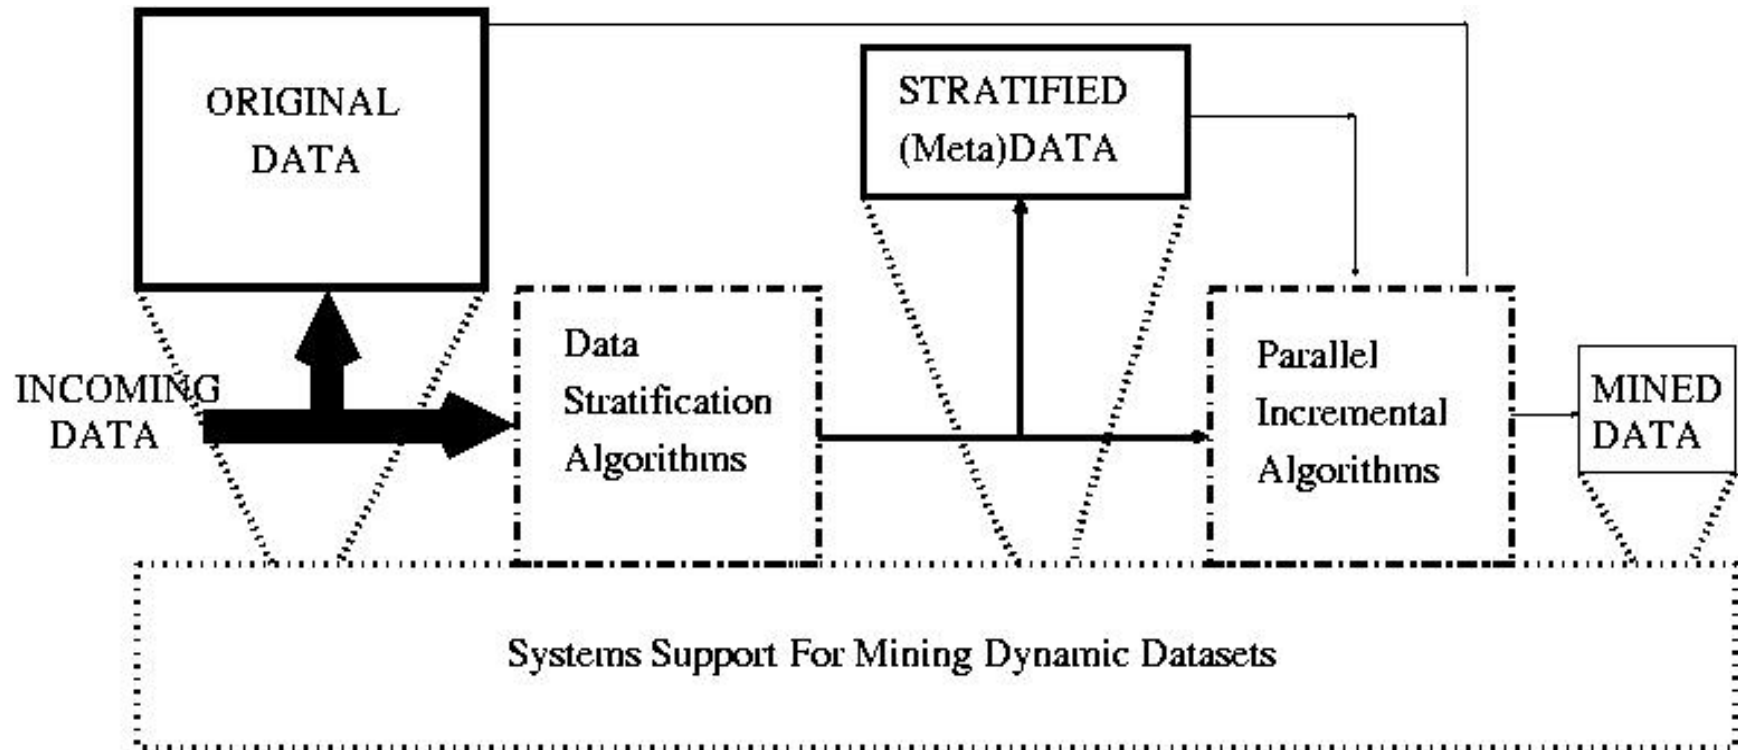 ORIGINAL
DATA
STRATIFIED
(Meta)DATA
INCOMING
DATA
Data
Stratification
Algorithms
Parallel
Incremental
Algorithms
MINED
DATA
Systems Support For Mining Dynamic Datasets